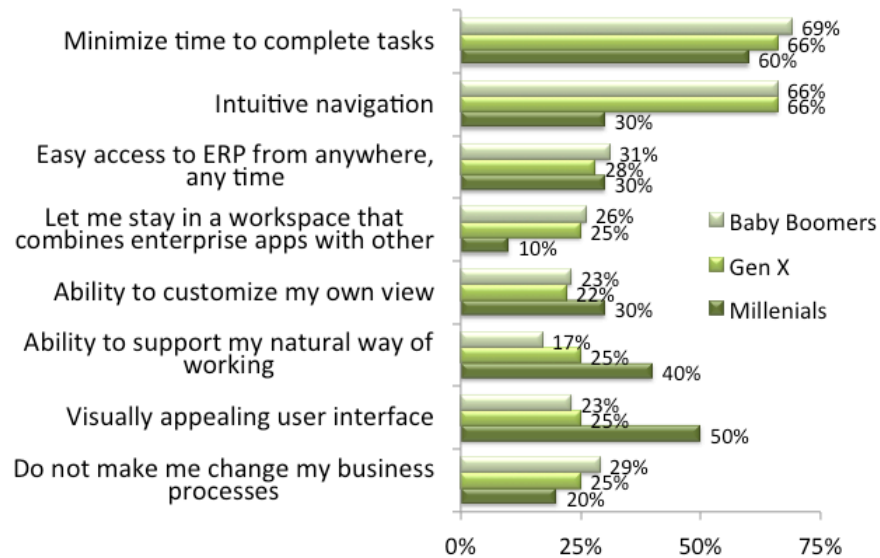 Minimize time to complete tasks
69%
66%
60%
Intuitive navigation
66%
66%
30%
Easy access to ERP from anywhere,
any time
31%
28%
30%
Let me stay in a workspace that
combines enterprise apps with other
26%
25%
10%
Ability to customize my own view
23%
22%
30%
Ability to support my natural way of
working
17%
25%
40%
Visually appealing user interface
23%
25%
50%
Do not make me change my business
processes
29%
25%
20%
Baby Boomers
Gen X
Millenials
0% 25% 50% 75%